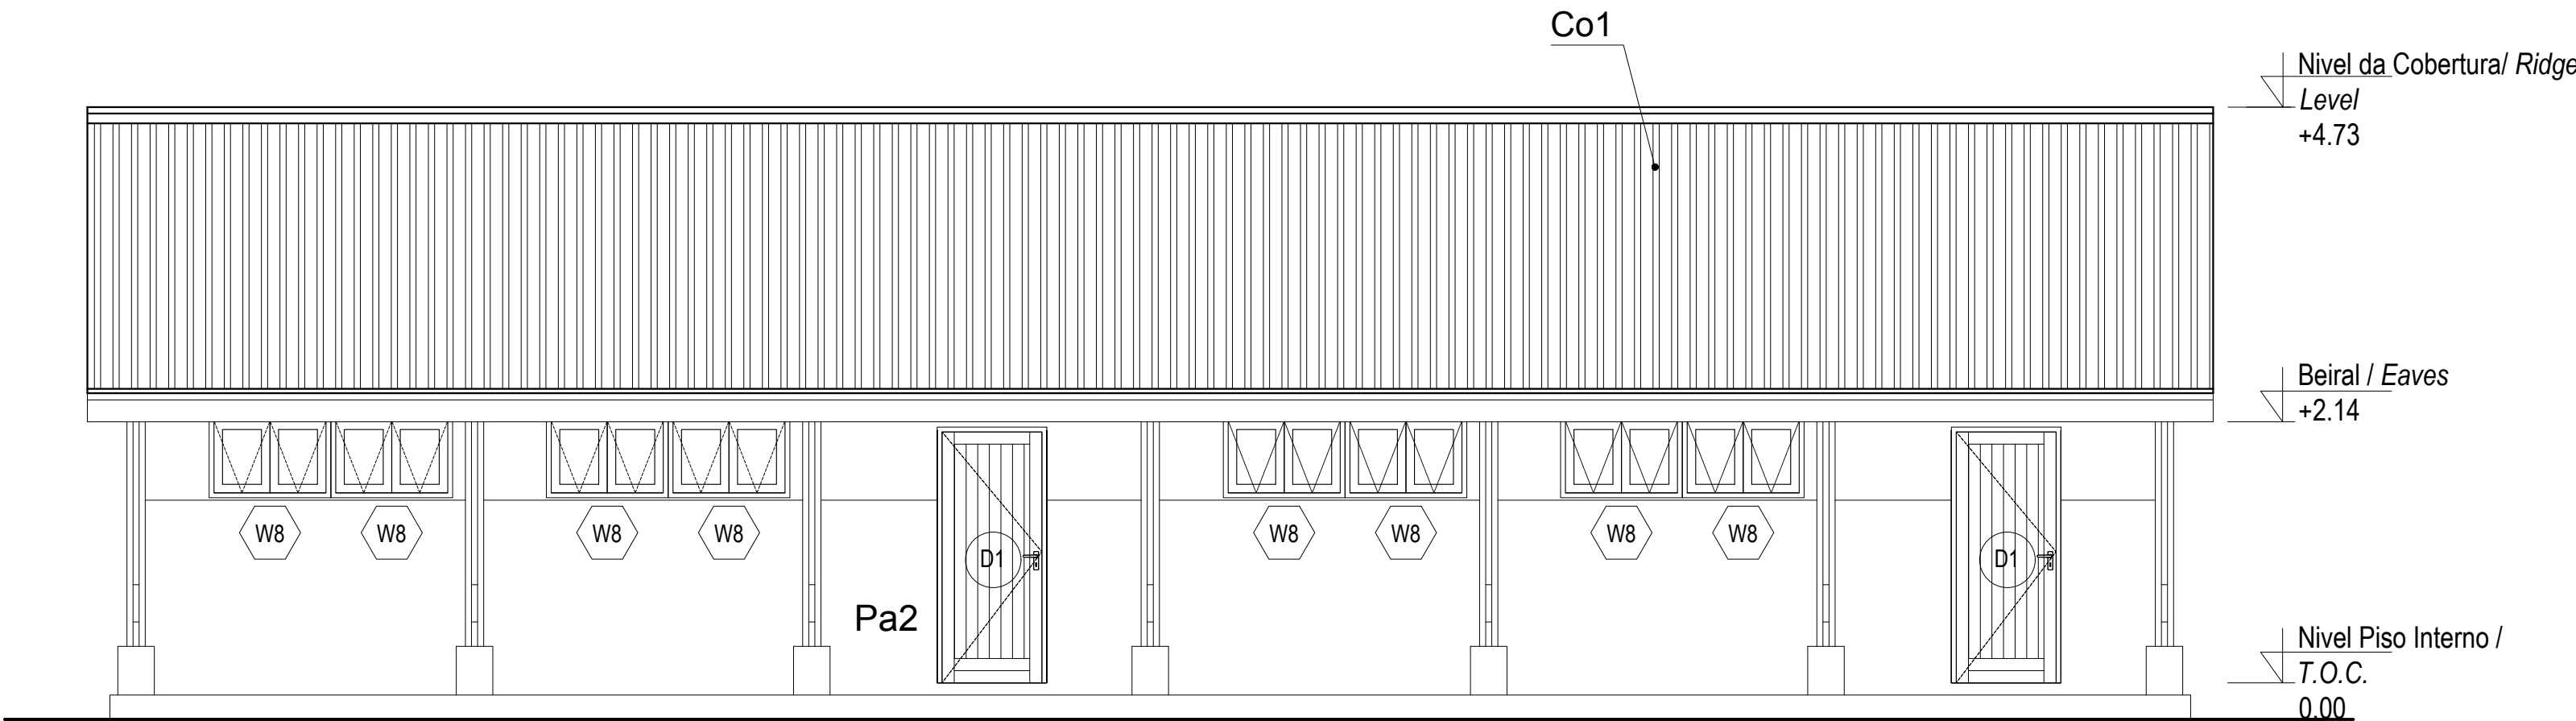 Co1
Nivel da Cobertura/ Ridge
Level
+4.73
Beiral / Eaves
+2.14
W8 W8 W8 W8 W8 W8 W8 W8
D1 D1
Pa2
Nivel Piso Interno /
T.O.C.
0.00